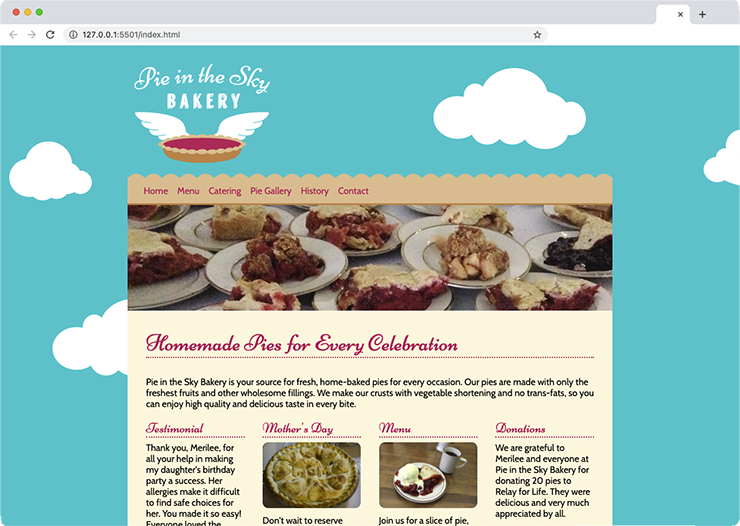 127.0.0.1:5501/index.html
Pie in the Sky
BAKERY
Home Menu Catering Pie Gallery History Contact
Homemade Pies for Every Celebration
Pie in the Sky Bakery is your source for fresh, home-baked pies for every occasion. Our pies are made with only the
freshest fruits and other wholesome fillings. We make our crusts with vegetable shortening and no trans-fats, so you
can enjoy high quality and delicious taste in every bite.
Testimonial
Thank you, Merilee, for
all your help in making
my daughter's birthday
party a success. Her
allergies make it difficult
to find safe choices for
her. You made it so easy!
Everyone loved the
Mother's Day
Don't wait to reserve
Menu
Join us for a slice of pie,
Donations
We are grateful to
Merilee and everyone at
Pie in the Sky Bakery for
donating 20 pies to
Relay for Life. They were
delicious and very much
appreciated by all.